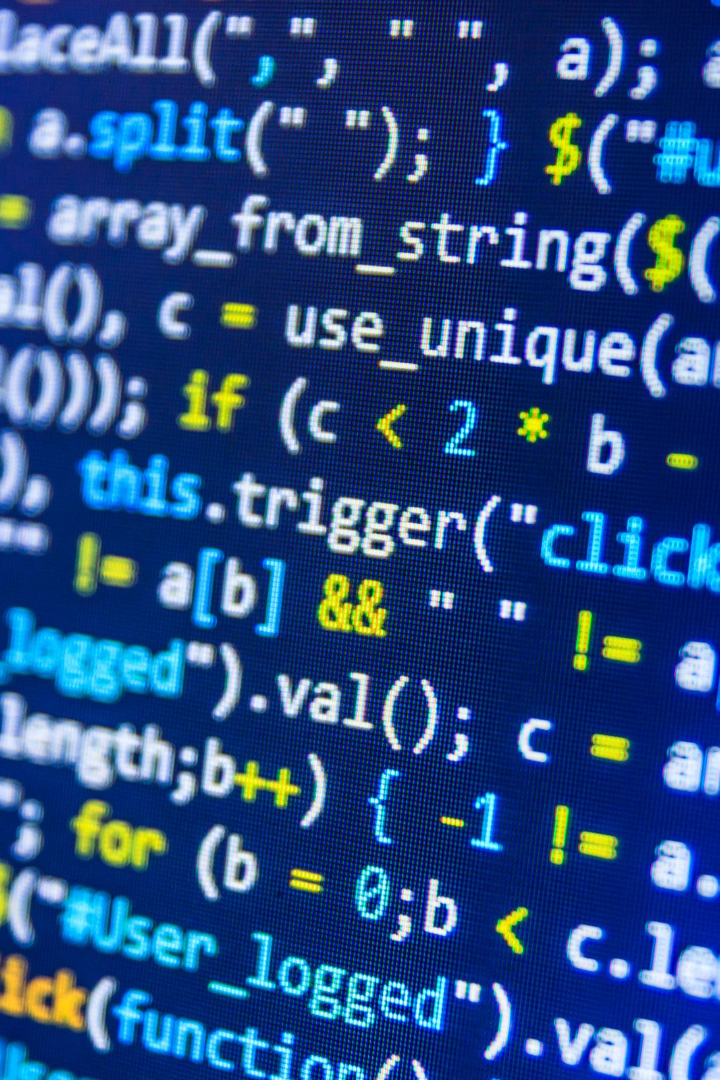 laceAll(" , ", " ", a);
a.split(" "); } $("#u
= array_from_string($(
al(), c = use_unique(a
())); if (c < 2 * b -
), this.trigger("click
!= a[b] && " " != a
_logged").val(); c = a
length;b++) { -1 != a.
"; for (b = 0;b < c.le
$("#User_logged").val(
ick(function()